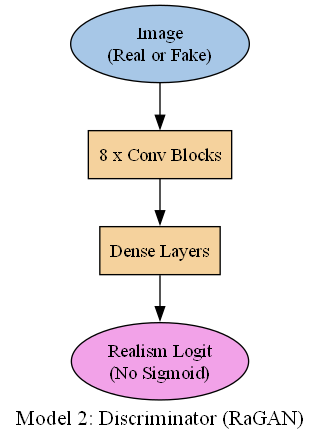 Image
(Real or Fake)
8 x Conv Blocks
Dense Layers
Realism Logit
(No Sigmoid)
Model 2: Discriminator (RaGAN)